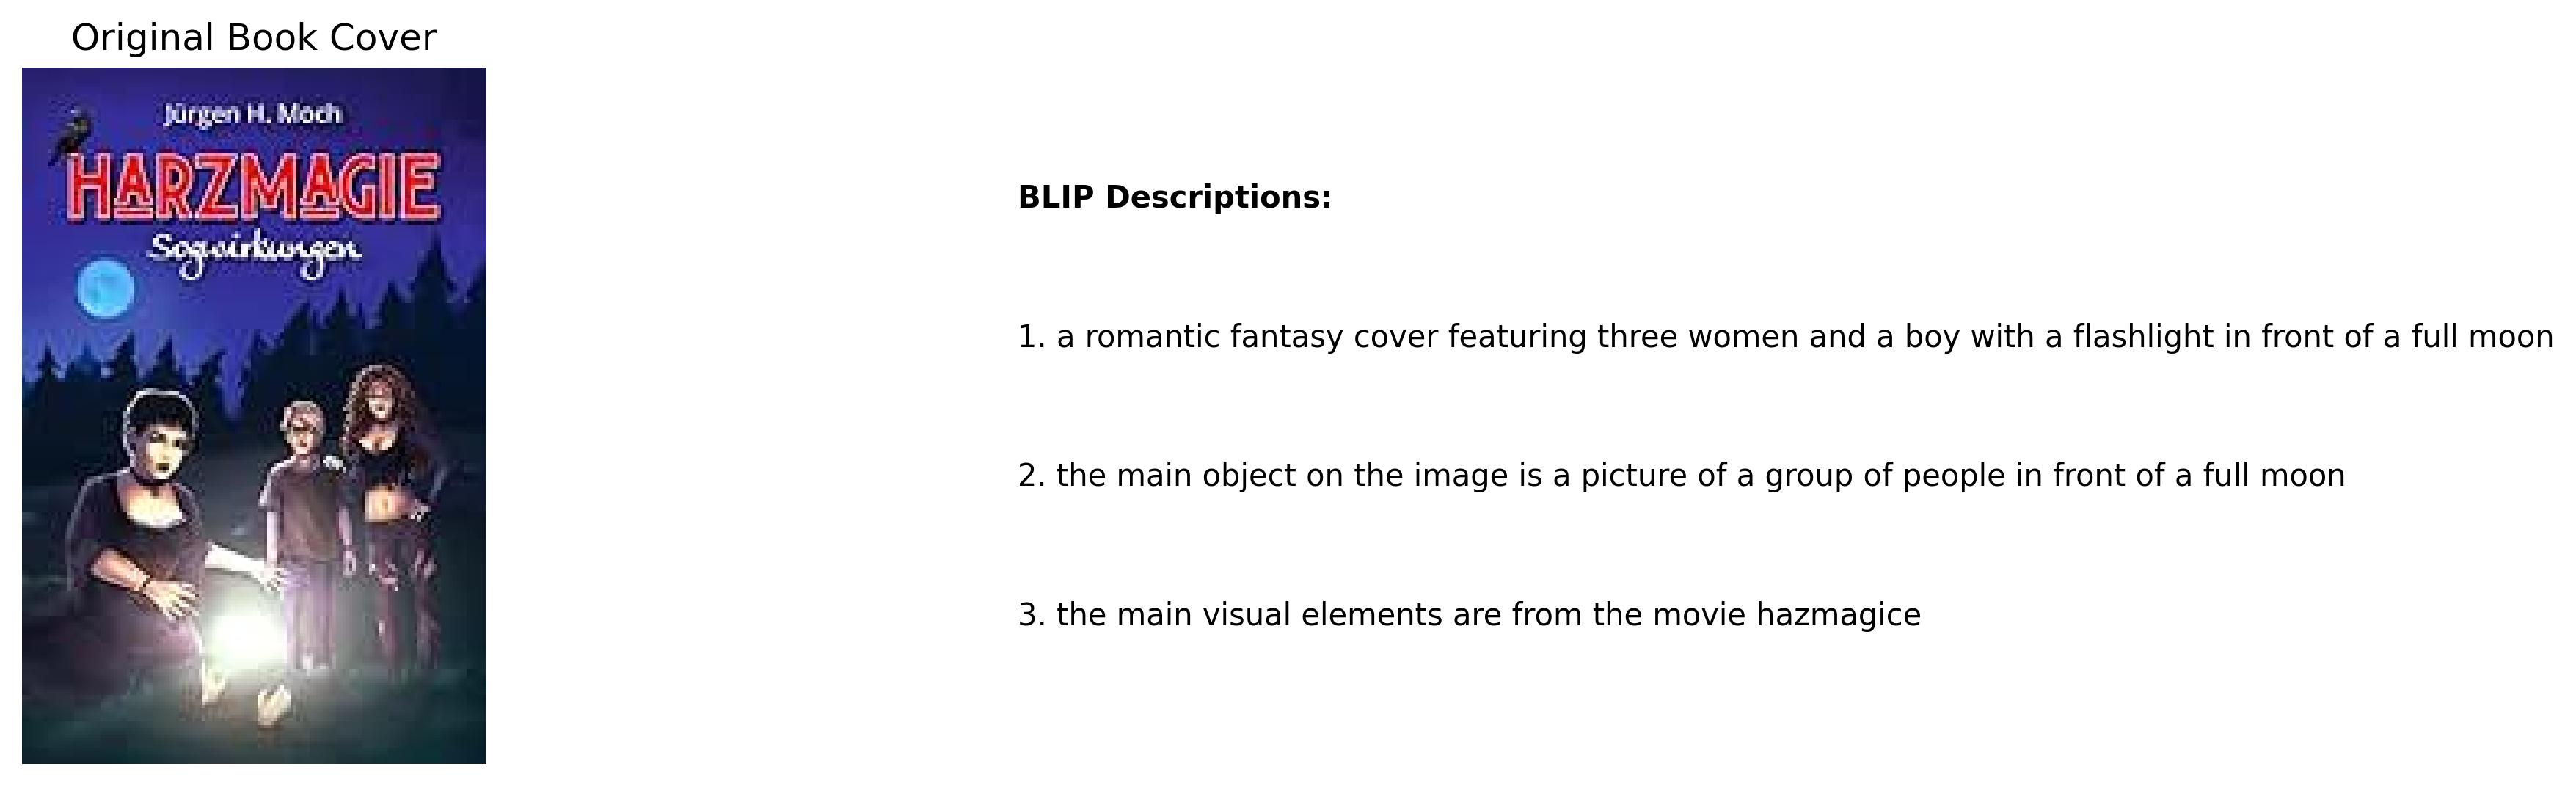 Original Book Cover
Jürgen H. Moch
HARZMAGIE
Sogwirkungen
BLIP Descriptions:
1. a romantic fantasy cover featuring three women and a boy with a flashlight in front of a full moon
2. the main object on the image is a picture of a group of people in front of a full moon
3. the main visual elements are from the movie hazmagice